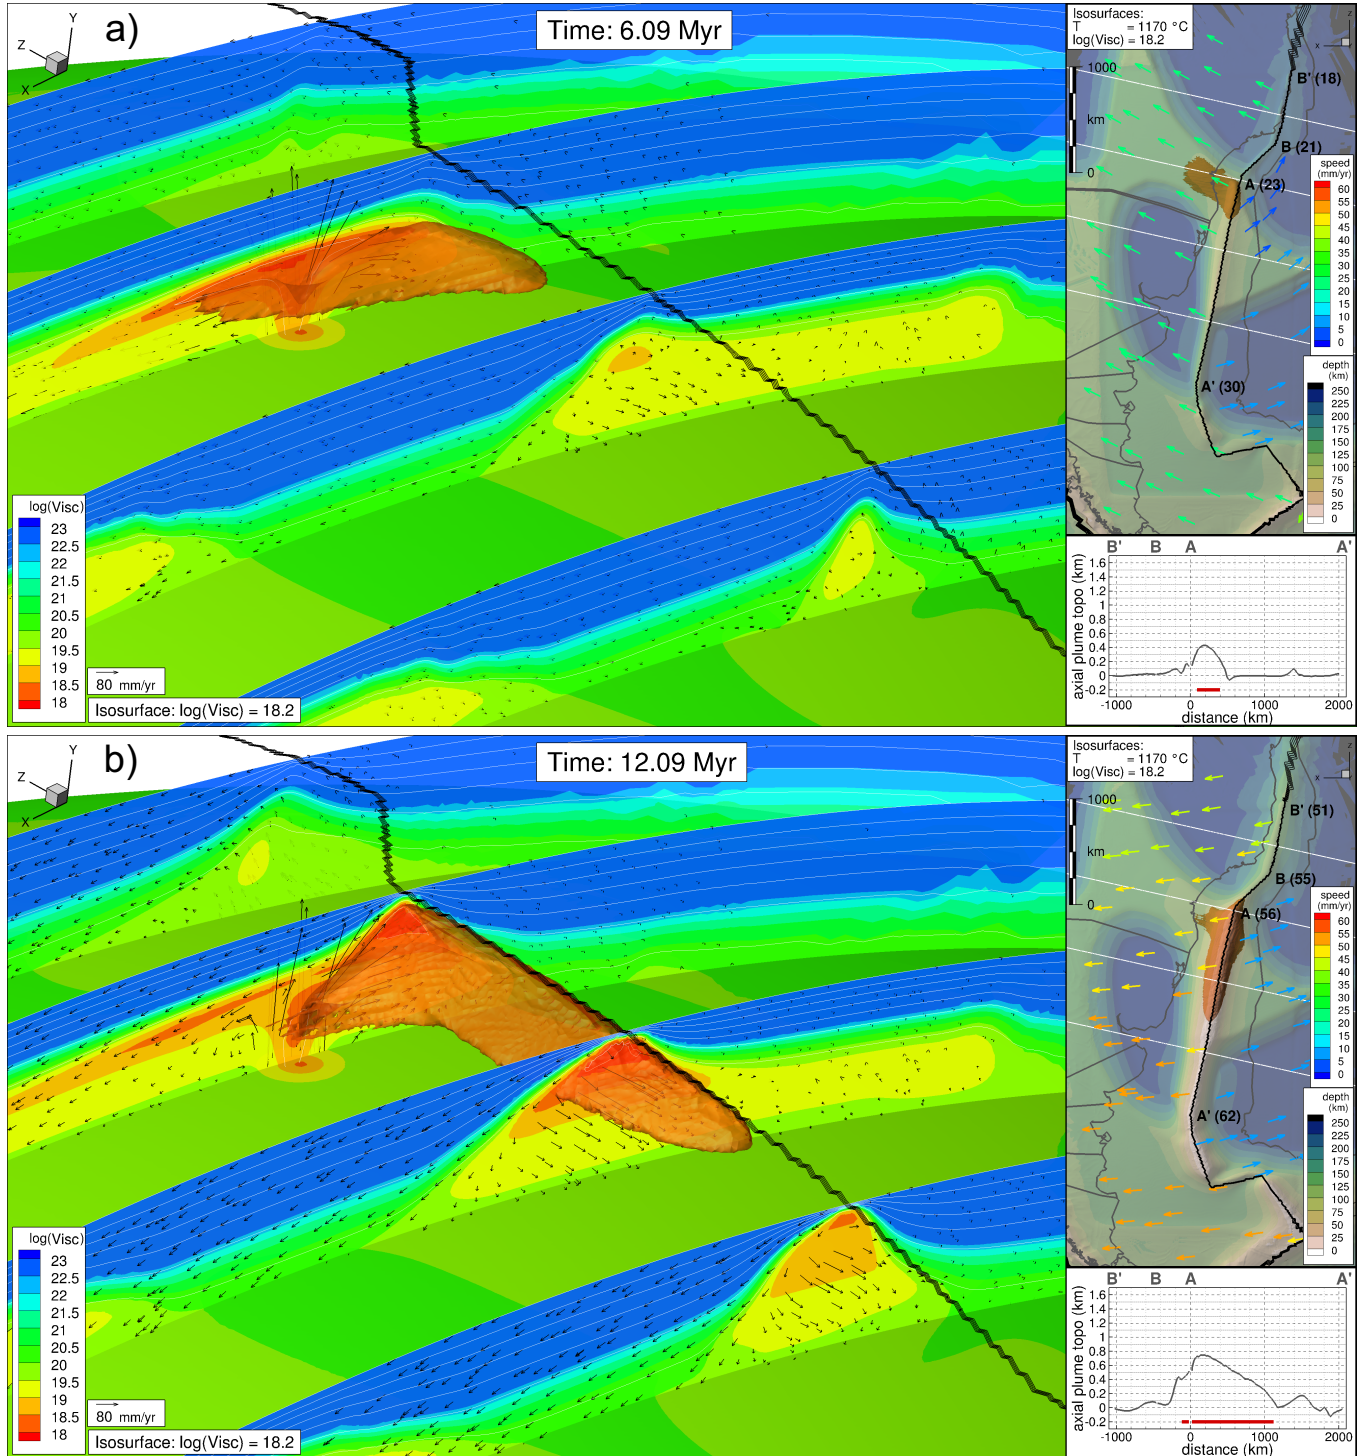 a)
Y
Z
X
Time: 6.09 Myr
log(Visc)
23
22.5
22
21.5
21
20.5
20
19.5
19
18.5
18
80 mm/yr
Isosurface: log(Visc) = 18.2
Isosurfaces:
T = 1170 °C
log(Visc) = 18.2
z
x
1000
km
0
B' (18)
B (21)
A (23)
A' (30)
speed
(mm/yr)
60
55
50
45
40
35
30
25
20
15
10
5
0
depth
(km)
250
225
200
175
150
125
100
75
50
25
0
B' B A A'
axial plume topo (km)
1.6
1.4
1.2
1
0.8
0.6
0.4
0.2
0
-0.2
-1000 0 1000 2000
distance (km)
b)
Y
Z
X
Time: 12.09 Myr
log(Visc)
23
22.5
22
21.5
21
20.5
20
19.5
19
18.5
18
80 mm/yr
Isosurface: log(Visc) = 18.2
Isosurfaces:
T = 1170 °C
log(Visc) = 18.2
z
x
1000
km
0
B' (51)
B (55)
A (56)
A' (62)
speed
(mm/yr)
60
55
50
45
40
35
30
25
20
15
10
5
0
depth
(km)
250
225
200
175
150
125
100
75
50
25
0
B' B A A'
axial plume topo (km)
1.6
1.4
1.2
1
0.8
0.6
0.4
0.2
0
-0.2
-1000 0 1000 2000
distance (km)